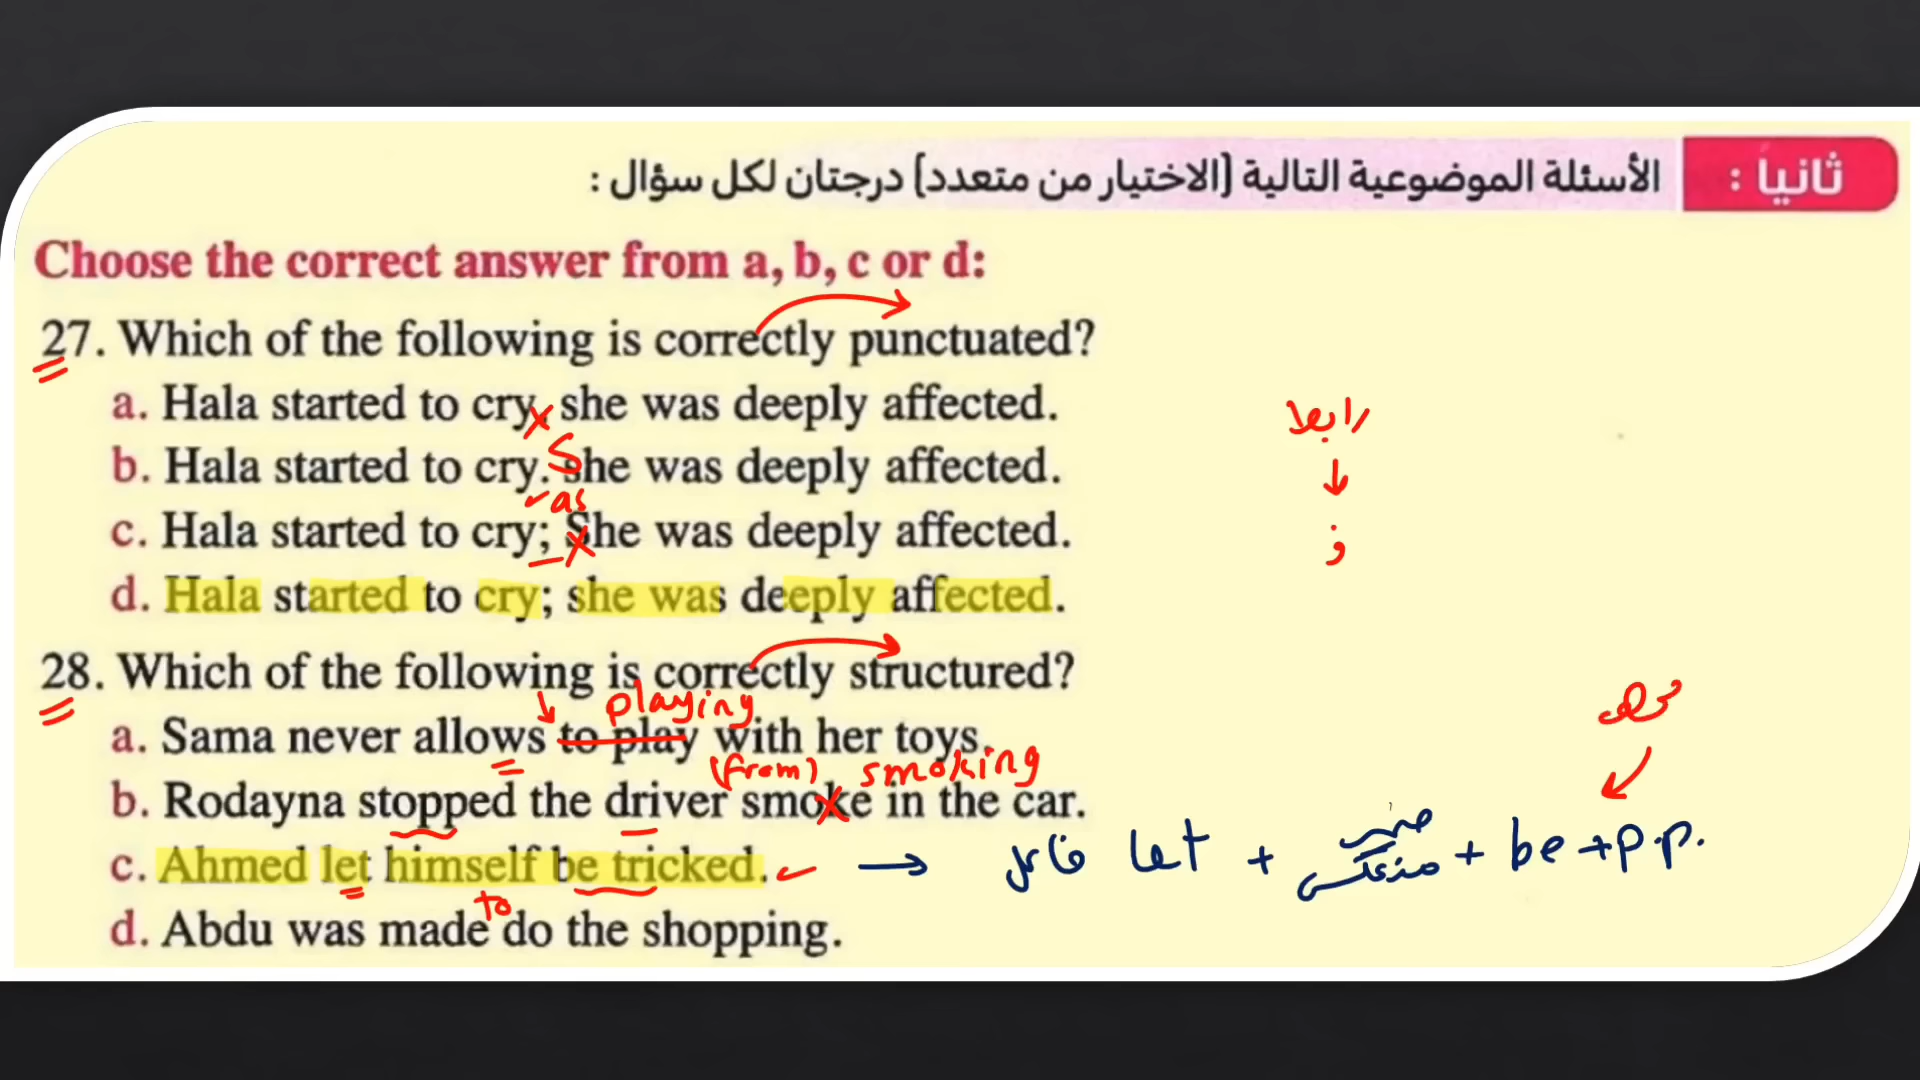 ثانياً : الأسئلة الموضوعية التالية (الاختيار من متعدد) درجتان لكل سؤال :
Choose the correct answer from a, b, c or d:
27. Which of the following is correctly punctuated?
a. Hala started to cry, she was deeply affected.
رابط
S
b. Hala started to cry. she was deeply affected.
as
c. Hala started to cry; She was deeply affected.
;
d. Hala started to cry; she was deeply affected.
28. Which of the following is correctly structured?
playing
a. Sama never allows to play with her toys.
(from) smoking
b. Rodayna stopped the driver smoke in the car.
c. Ahmed let himself be tricked. → فاعل let + ضمير منعكس + be + p.p.
to
d. Abdu was made do the shopping.